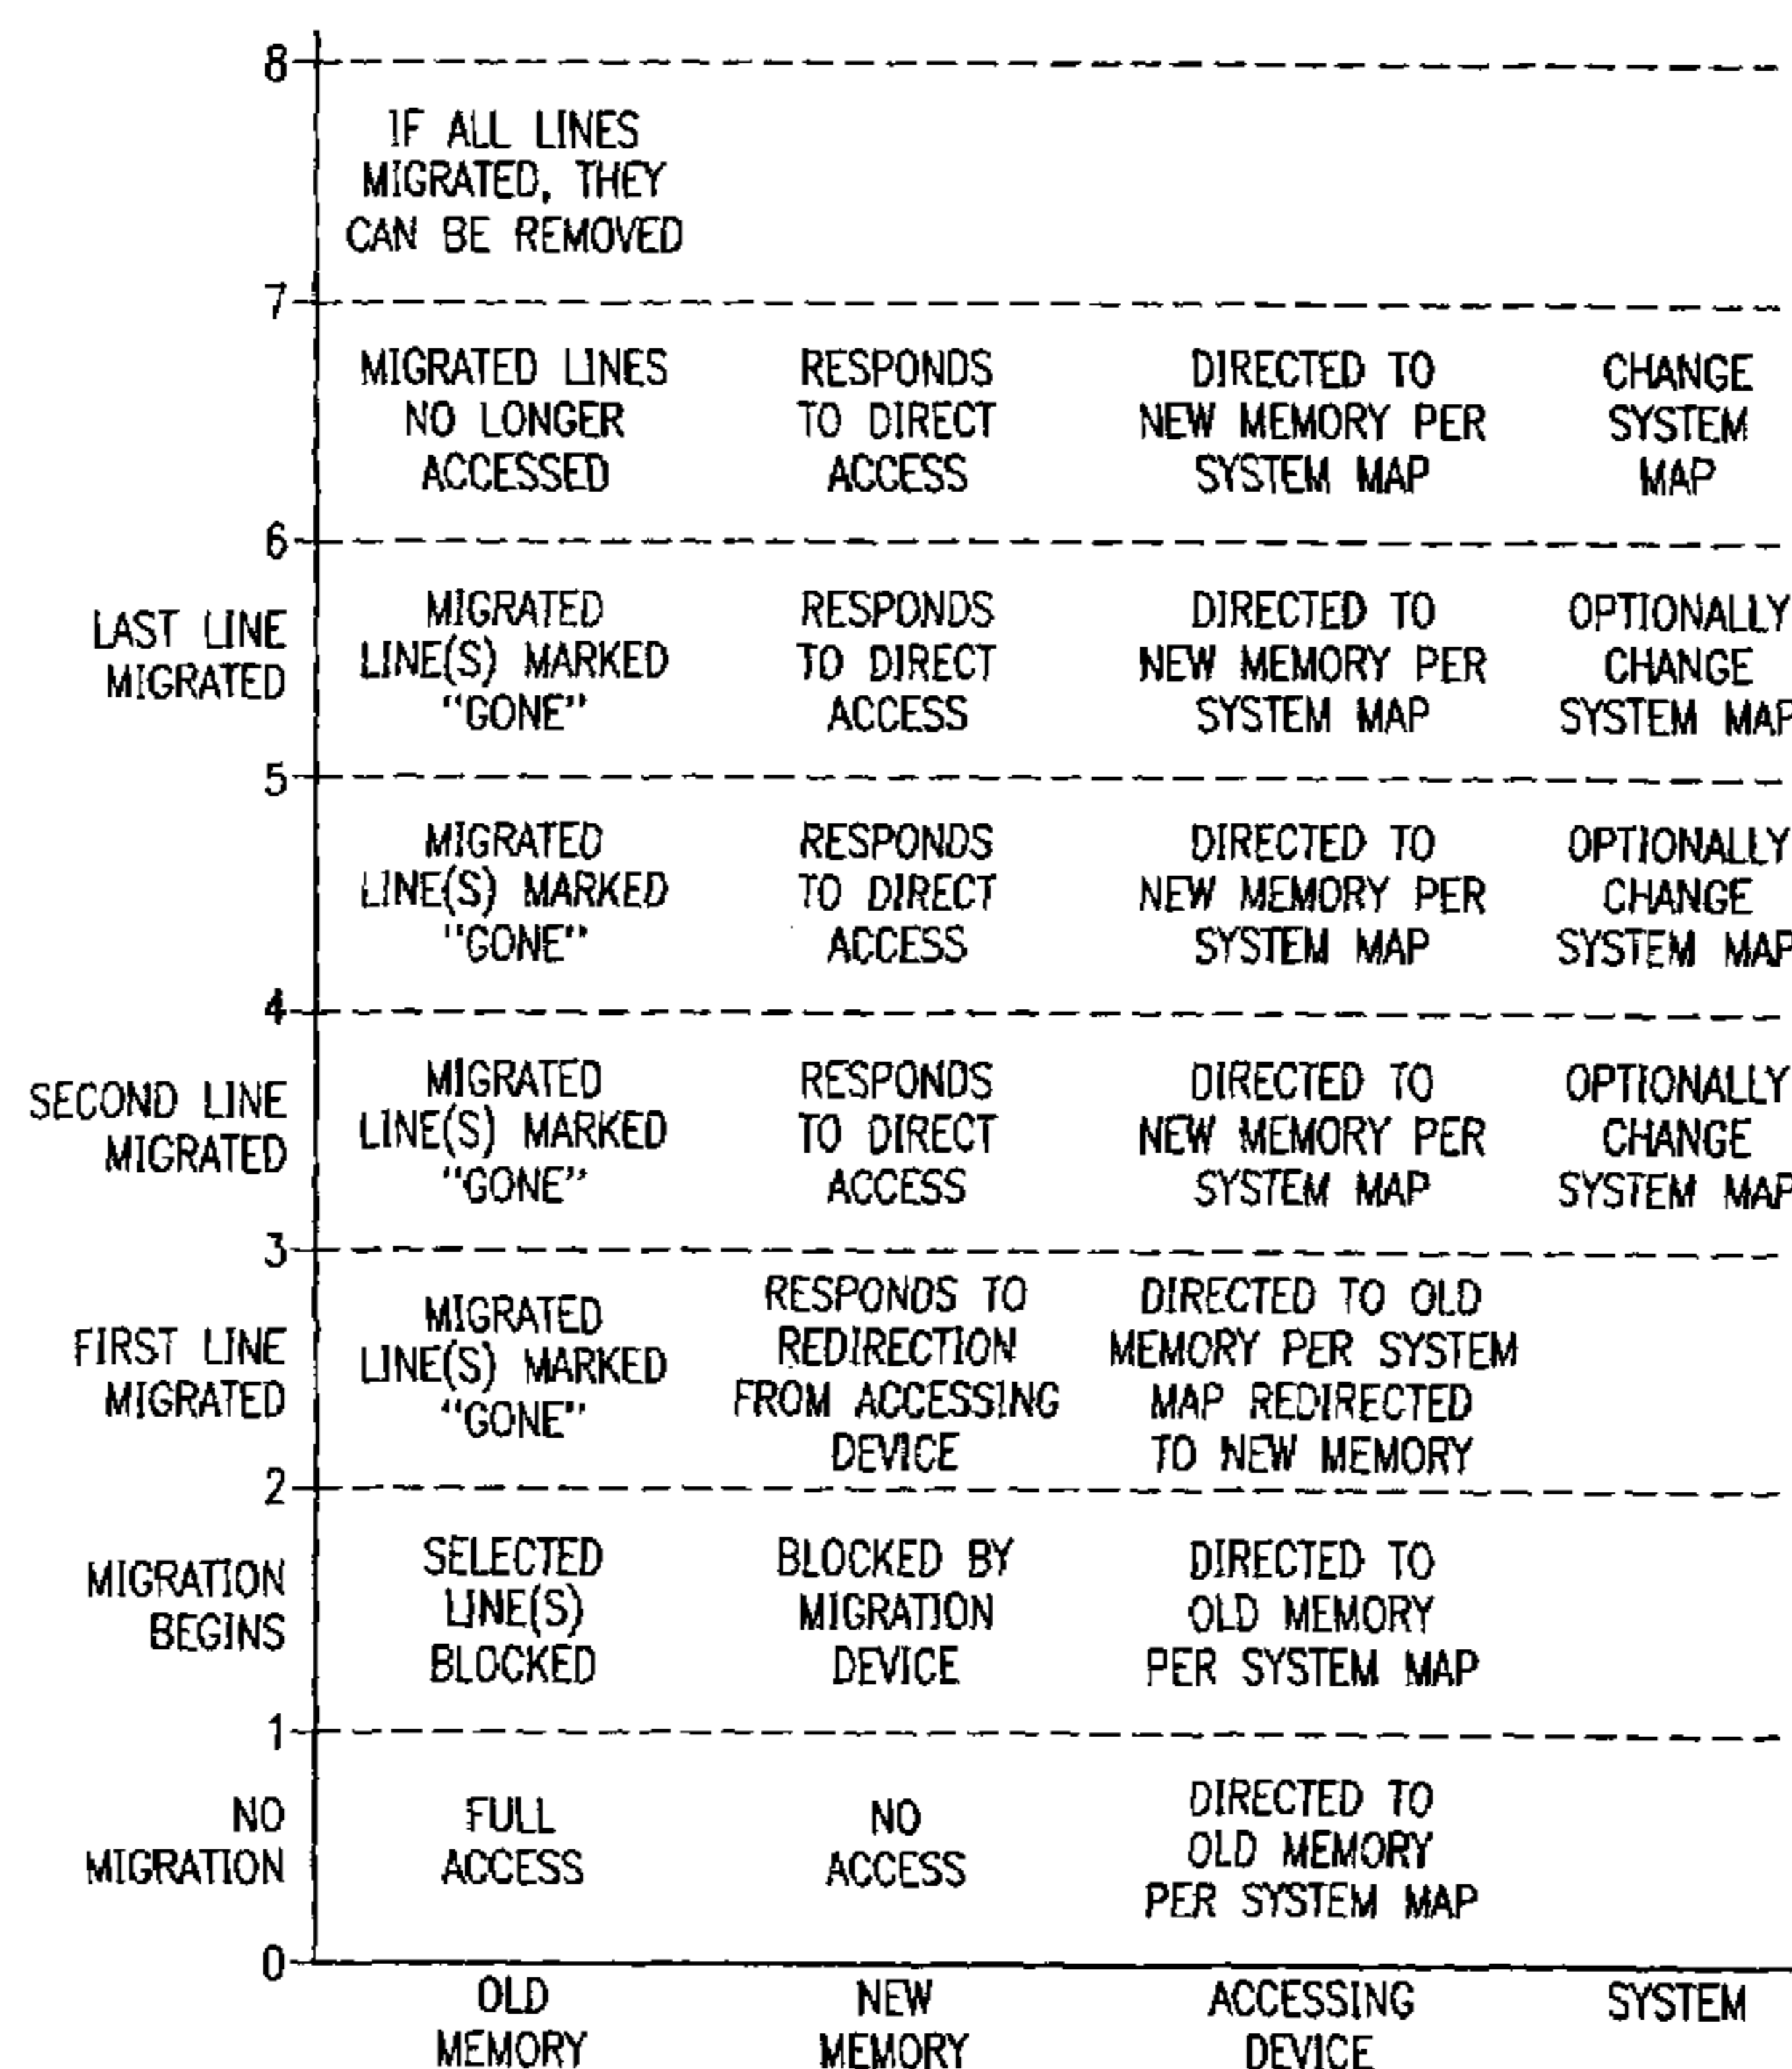 8
IF ALL LINES
MIGRATED, THEY
CAN BE REMOVED
7
MIGRATED LINES
NO LONGER
ACCESSED
RESPONDS
TO DIRECT
ACCESS
DIRECTED TO
NEW MEMORY PER
SYSTEM MAP
CHANGE
SYSTEM
MAP
6
LAST LINE
MIGRATED
MIGRATED
LINE(S) MARKED
“GONE”
RESPONDS
TO DIRECT
ACCESS
DIRECTED TO
NEW MEMORY PER
SYSTEM MAP
OPTIONALLY
CHANGE
SYSTEM MAP
5
MIGRATED
LINE(S) MARKED
“GONE”
RESPONDS
TO DIRECT
ACCESS
DIRECTED TO
NEW MEMORY PER
SYSTEM MAP
OPTIONALLY
CHANGE
SYSTEM MAP
4
SECOND LINE
MIGRATED
MIGRATED
LINE(S) MARKED
“GONE”
RESPONDS
TO DIRECT
ACCESS
DIRECTED TO
NEW MEMORY PER
SYSTEM MAP
OPTIONALLY
CHANGE
SYSTEM MAP
3
FIRST LINE
MIGRATED
MIGRATED
LINE(S) MARKED
“GONE”
RESPONDS TO
REDIRECTION
FROM ACCESSING
DEVICE
DIRECTED TO OLD
MEMORY PER SYSTEM
MAP REDIRECTED
TO NEW MEMORY
2
MIGRATION
BEGINS
SELECTED
LINE(S)
BLOCKED
BLOCKED BY
MIGRATION
DEVICE
DIRECTED TO
OLD MEMORY
PER SYSTEM MAP
1
NO
MIGRATION
FULL
ACCESS
NO
ACCESS
DIRECTED TO
OLD MEMORY
PER SYSTEM MAP
0
OLD
MEMORY
NEW
MEMORY
ACCESSING
DEVICE
SYSTEM